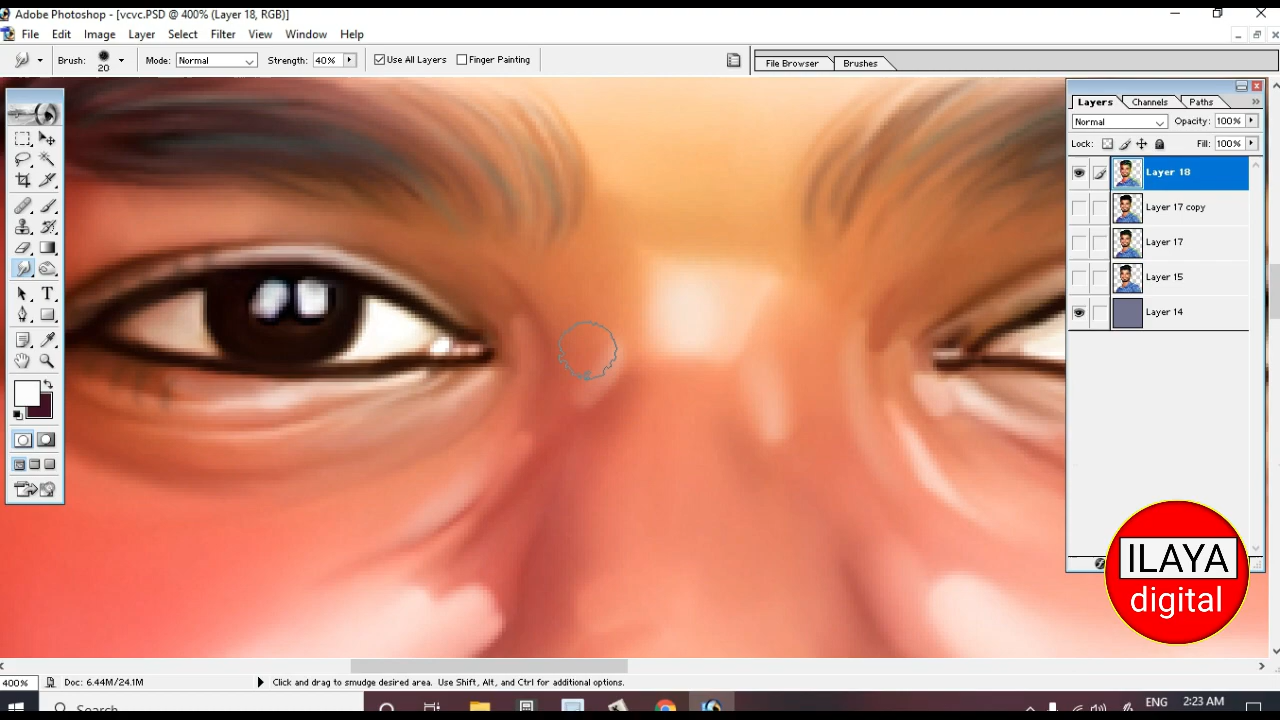 Adobe Photoshop - [vcvc.PSD @ 400% (Layer 18, RGB)]
File Edit Image Layer Select Filter View Window Help
Brush: 20 Mode: Normal Strength: 40% Use All Layers Finger Painting File Browser Brushes
Layers Channels Paths
Normal Opacity: 100%
Lock: Fill: 100%
Layer 18
Layer 17 copy
Layer 17
Layer 15
Layer 14
ILAYA
digital
400% Doc: 6.44M/24.1M Click and drag to smudge desired area. Use Shift, Alt, and Ctrl for additional options.
Search ENG 2:23 AM